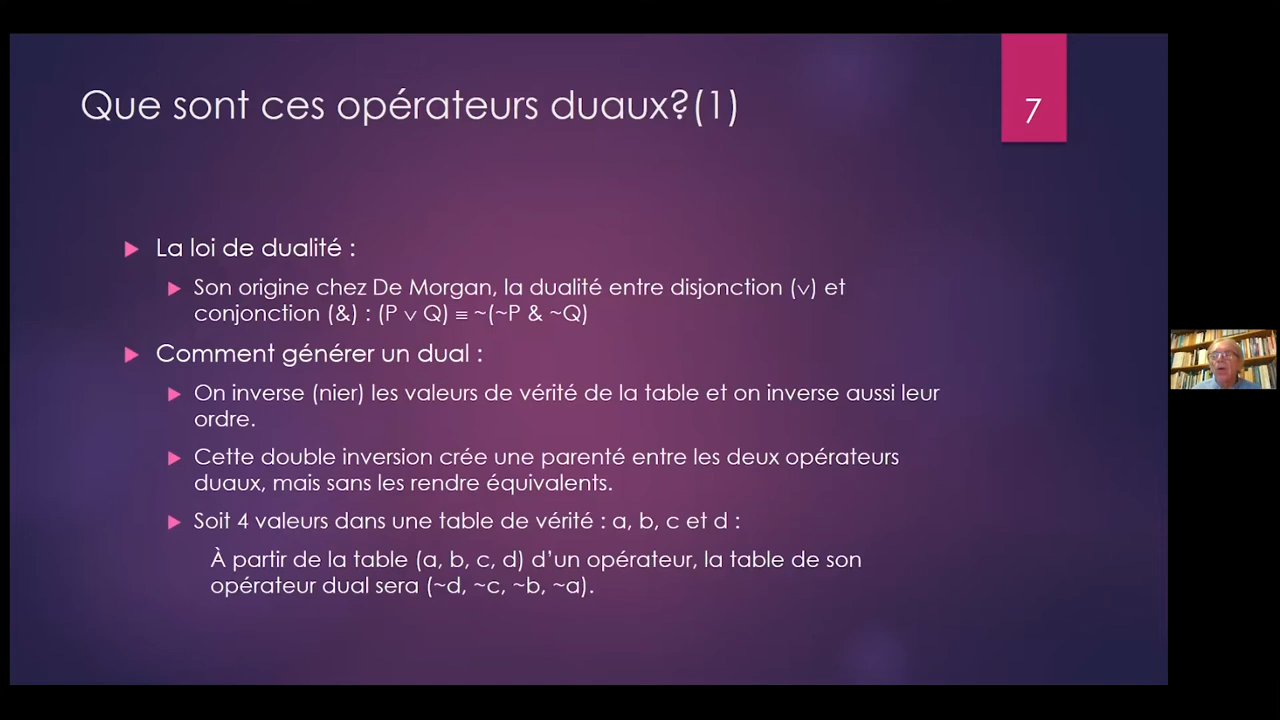 Que sont ces opérateurs duaux?(1)
7
La loi de dualité :
Son origine chez De Morgan, la dualité entre disjonction (∨) et
conjonction (&) : (P ∨ Q) ≡ ~(~P & ~Q)
Comment générer un dual :
On inverse (nier) les valeurs de vérité de la table et on inverse aussi leur
ordre.
Cette double inversion crée une parenté entre les deux opérateurs
duaux, mais sans les rendre équivalents.
Soit 4 valeurs dans une table de vérité : a, b, c et d :
À partir de la table (a, b, c, d) d'un opérateur, la table de son
opérateur dual sera (~d, ~c, ~b, ~a).